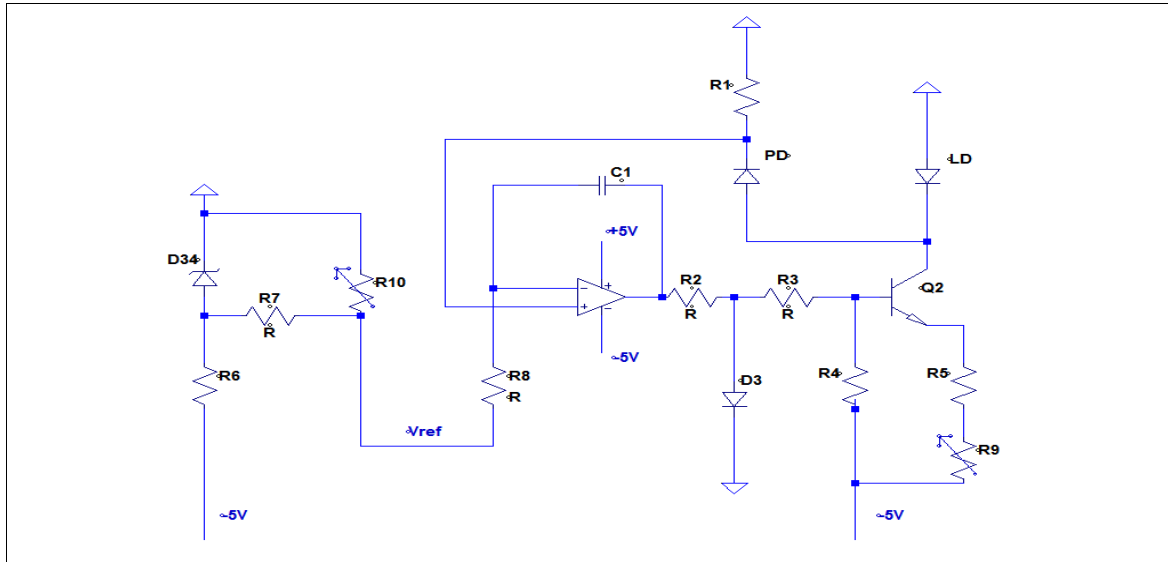 R1
PD
LD
C1
D34
+5V
R10
R2
R
R3
R
Q2
R7
R
-5V
R6
R8
R
D3
R4
R5
Vref
R9
-5V
-5V